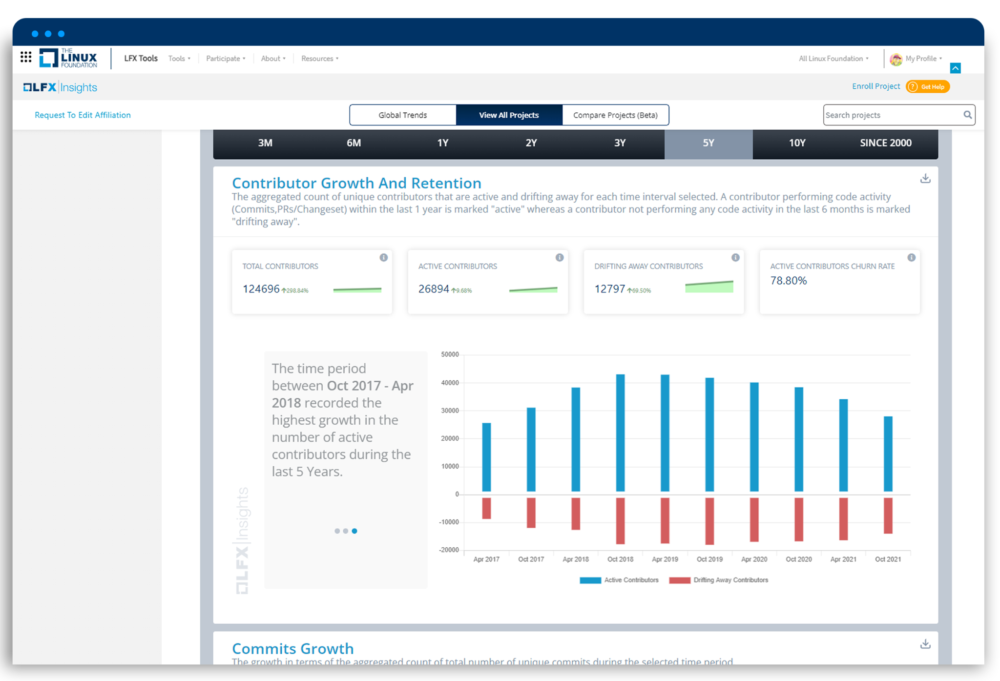 THE
LINUX
FOUNDATION
LFX Tools Tools Participate About Resources
All Linux Foundation My Profile
LFX Insights
Enroll Project ? Get Help
Request To Edit Affiliation
Global Trends View All Projects Compare Projects (Beta)
Search projects
3M 6M 1Y 2Y 3Y 5Y 10Y SINCE 2000
Contributor Growth And Retention
The aggregated count of unique contributors that are active and drifting away for each time interval selected. A contributor performing code activity
(Commits,PRs/Changeset) within the last 1 year is marked "active" whereas a contributor not performing any code activity in the last 6 months is marked
"drifting away".
TOTAL CONTRIBUTORS
124696 298.84%
ACTIVE CONTRIBUTORS
26894 9.68%
DRIFTING AWAY CONTRIBUTORS
12797 69.50%
ACTIVE CONTRIBUTORS CHURN RATE
78.80%
The time period
between Oct 2017 - Apr
2018 recorded the
highest growth in the
number of active
contributors during the
last 5 Years.
LFX Insights
50000
40000
30000
20000
10000
0
-10000
-20000
Apr 2017 Oct 2017 Apr 2018 Oct 2018 Apr 2019 Oct 2019 Apr 2020 Oct 2020 Apr 2021 Oct 2021
Active Contributors Drifting Away Contributors
Commits Growth
The growth in terms of the aggregated count of total number of unique commits during the selected time period